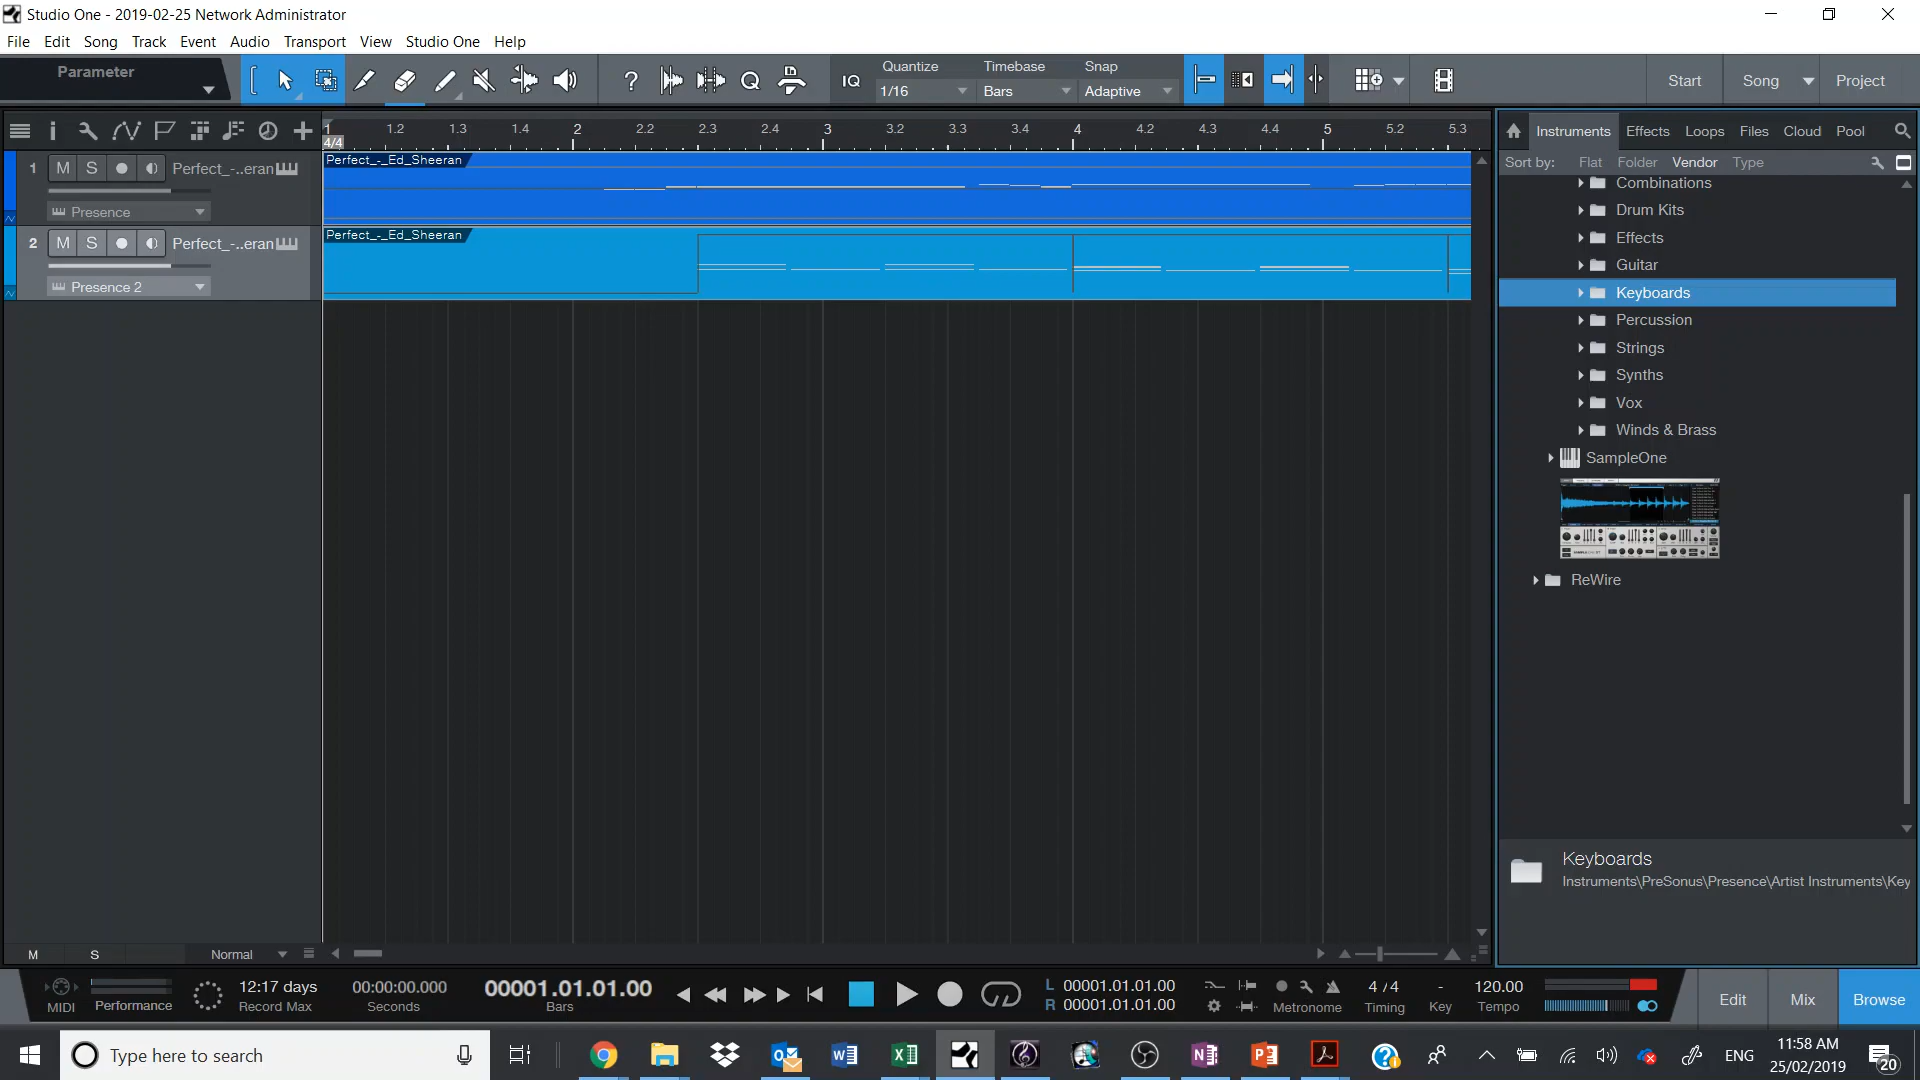 Studio One - 2019-02-25 Network Administrator
File Edit Song Track Event Audio Transport View Studio One Help
Parameter
IQ
Quantize Timebase Snap
1/16 Bars Adaptive
Start Song Project
1 1.2 1.3 1.4 2 2.2 2.3 2.4 3 3.2 3.3 3.4 4 4.2 4.3 4.4 5 5.2 5.3
4/4
Instruments Effects Loops Files Cloud Pool
Sort by: Flat Folder Vendor Type
1 M S Perfect_-..eran
Presence
2 M S Perfect_-..eran
Presence 2
Perfect_-_Ed_Sheeran
Perfect_-_Ed_Sheeran
Combinations
Drum Kits
Effects
Guitar
Keyboards
Percussion
Strings
Synths
Vox
Winds & Brass
SampleOne
ReWire
Keyboards
Instruments\PreSonus\Presence\Artist Instruments\Key
M S Normal
MIDI
Performance
12:17 days
Record Max
00:00:00.000
Seconds
00001.01.01.00
Bars
L 00001.01.01.00
R 00001.01.01.00
Metronome
4 / 4
Timing
-
Key
120.00
Tempo
Edit Mix Browse
Type here to search
ENG
11:58 AM
25/02/2019
20